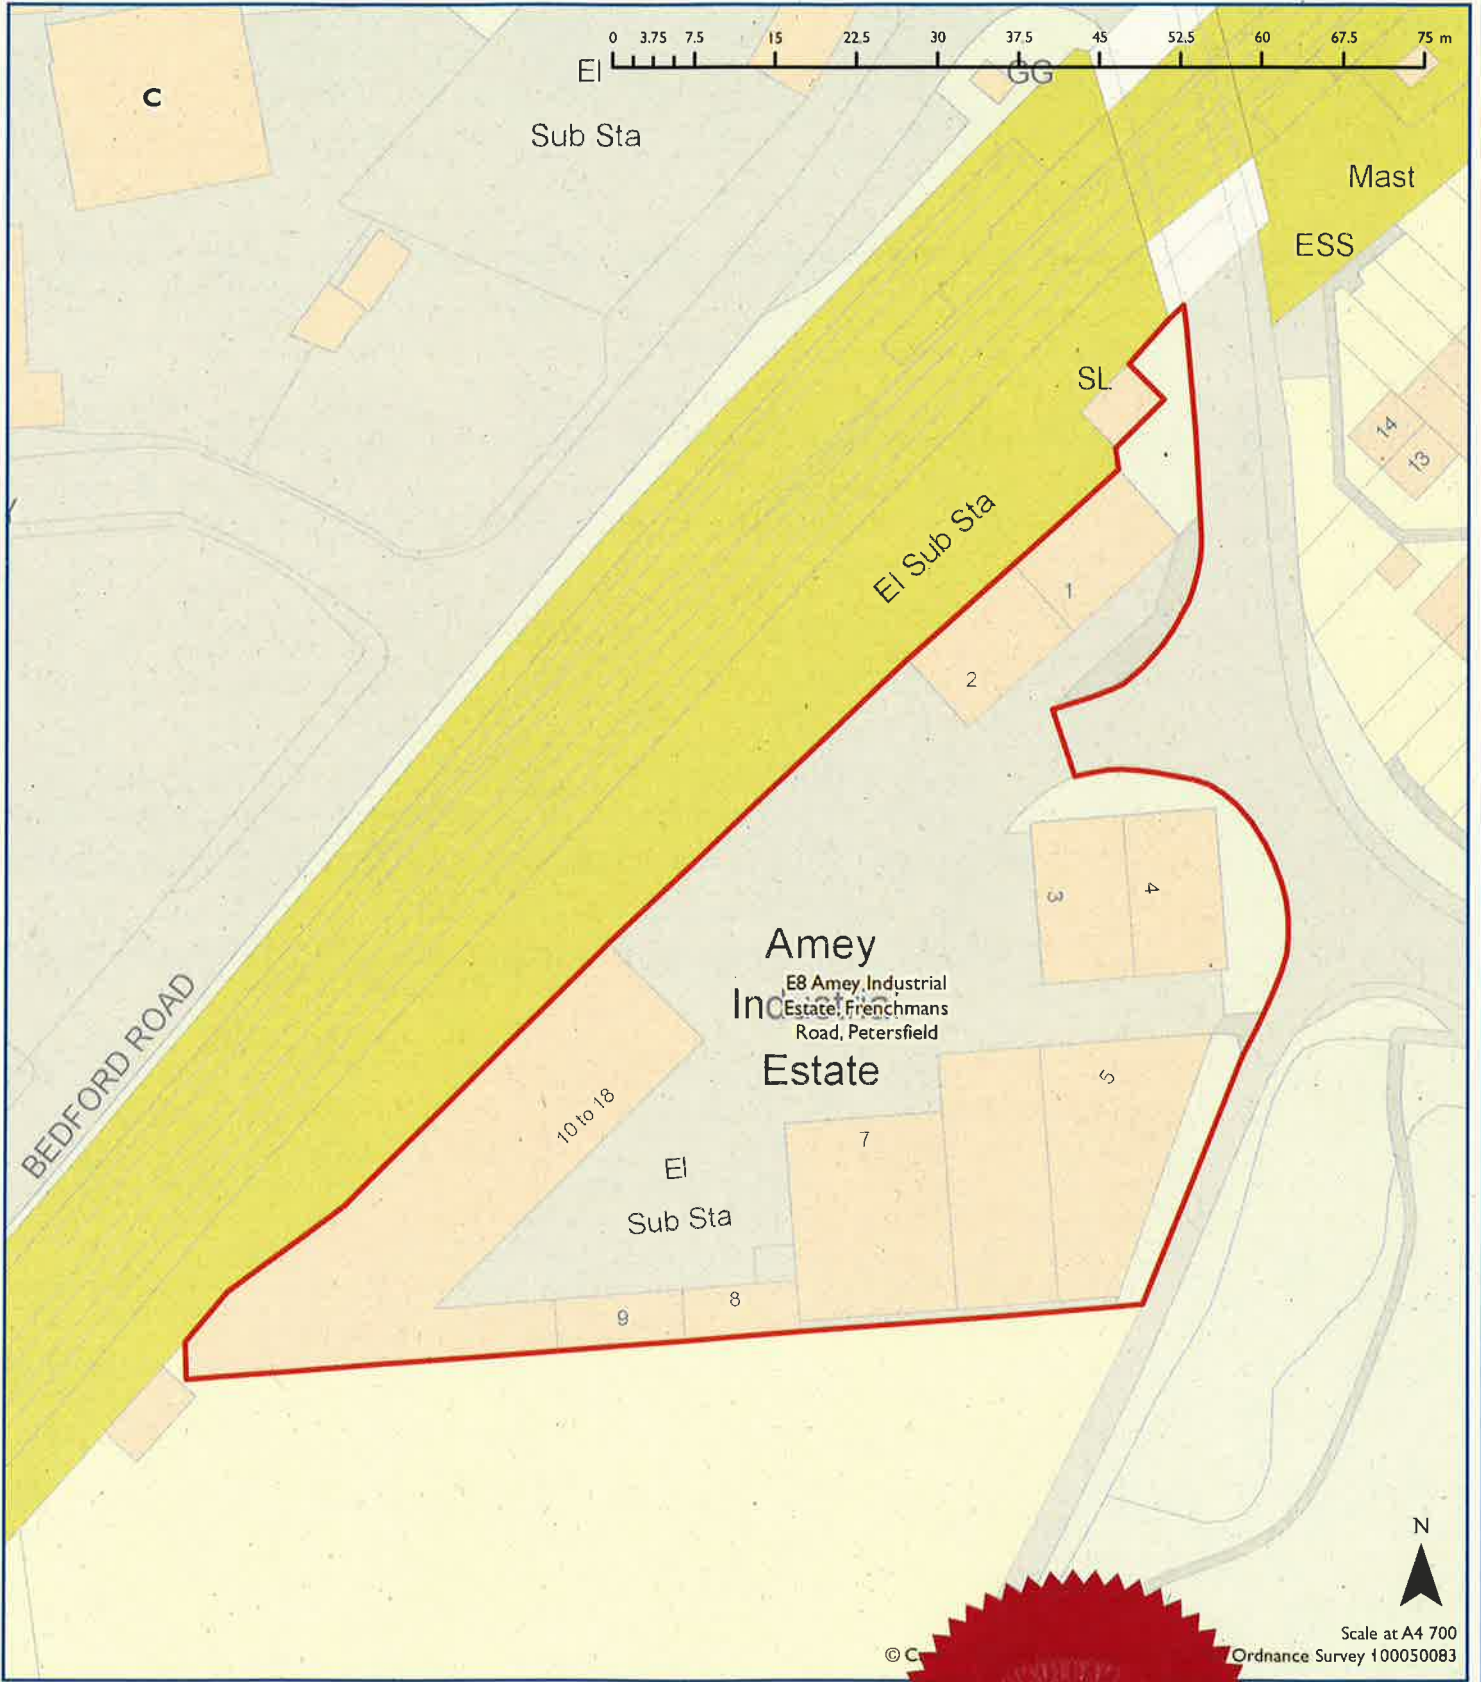 0 3.75 7.5 15 22.5 30 37.5 45 52.5 60 67.5 75 m
El
Sub Sta
GG
C
Mast
ESS
SL
14
13
El Sub Sta
1
2
3
4
Amey
E8 Amey Industrial
Estate, Frenchmans
Road, Petersfield
Estate
BEDFORD ROAD
10 to 18
5
7
El
Sub Sta
8
9
N
Scale at A4 700
© C
Ordnance Survey 100050083